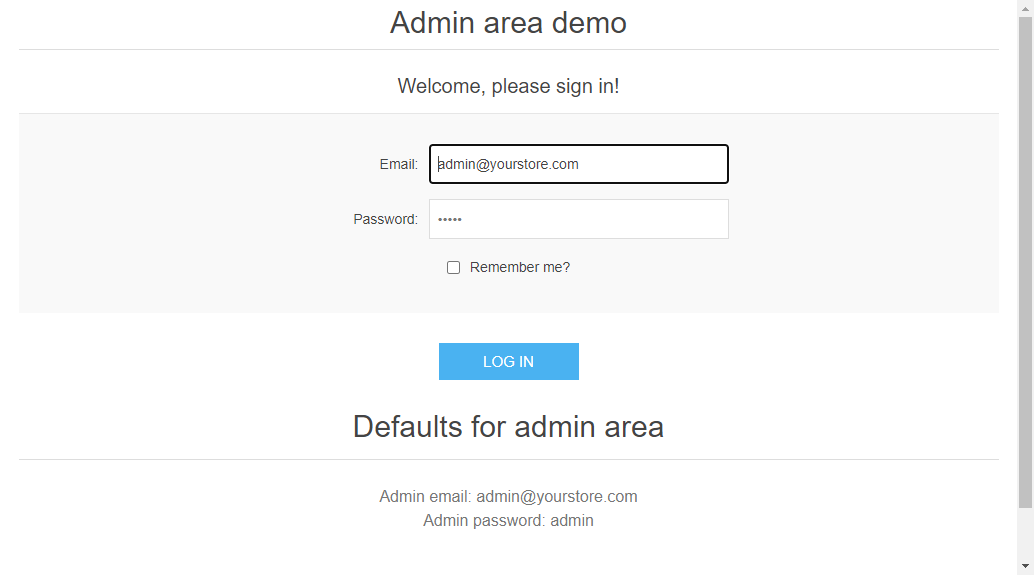 Admin area demo
Welcome, please sign in!
Email: admin@yourstore.com
Password: •••••
Remember me?
LOG IN
Defaults for admin area
Admin email: admin@yourstore.com
Admin password: admin